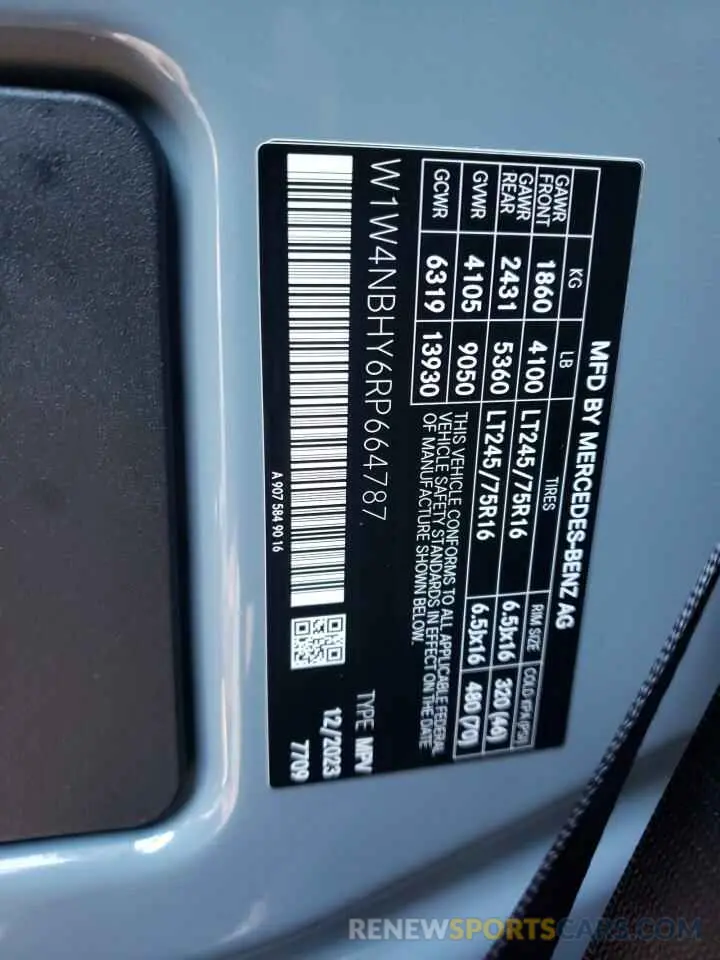 MFD BY MERCEDES-BENZ AG
KG LB TIRES RIM SIZE COLD KPA(PSI)
GAWR FRONT 1860 4100 LT245/75R16 6.5Jx16 320(46)
GAWR REAR 2431 5360 LT245/75R16 6.5Jx16 480(70)
GVWR 4105 9050
GCWR 6319 13930
THIS VEHICLE CONFORMS TO ALL APPLICABLE FEDERAL
VEHICLE SAFETY STANDARDS IN EFFECT ON THE DATE
OF MANUFACTURE SHOWN BELOW.
W1W4NBHY6RP664787
TYPE MPV
12/2023
7709
A 907 584 90 16
RENEWSPORTSCARS.COM